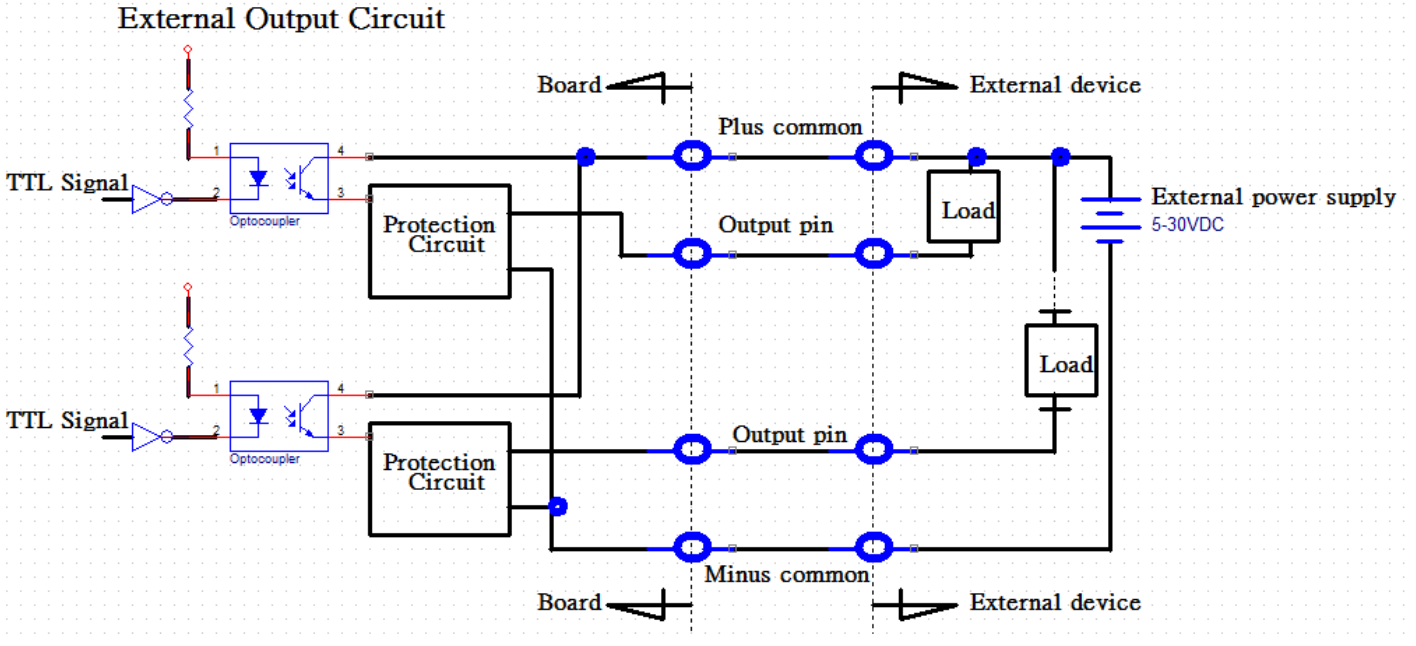 External Output Circuit
Board
External device
Plus common
1
4
TTL Signal
2
3
Optocoupler
Protection
Circuit
Output pin
Load
External power supply
5-30VDC
Load
1
4
TTL Signal
2
3
Optocoupler
Protection
Circuit
Output pin
Minus common
Board
External device